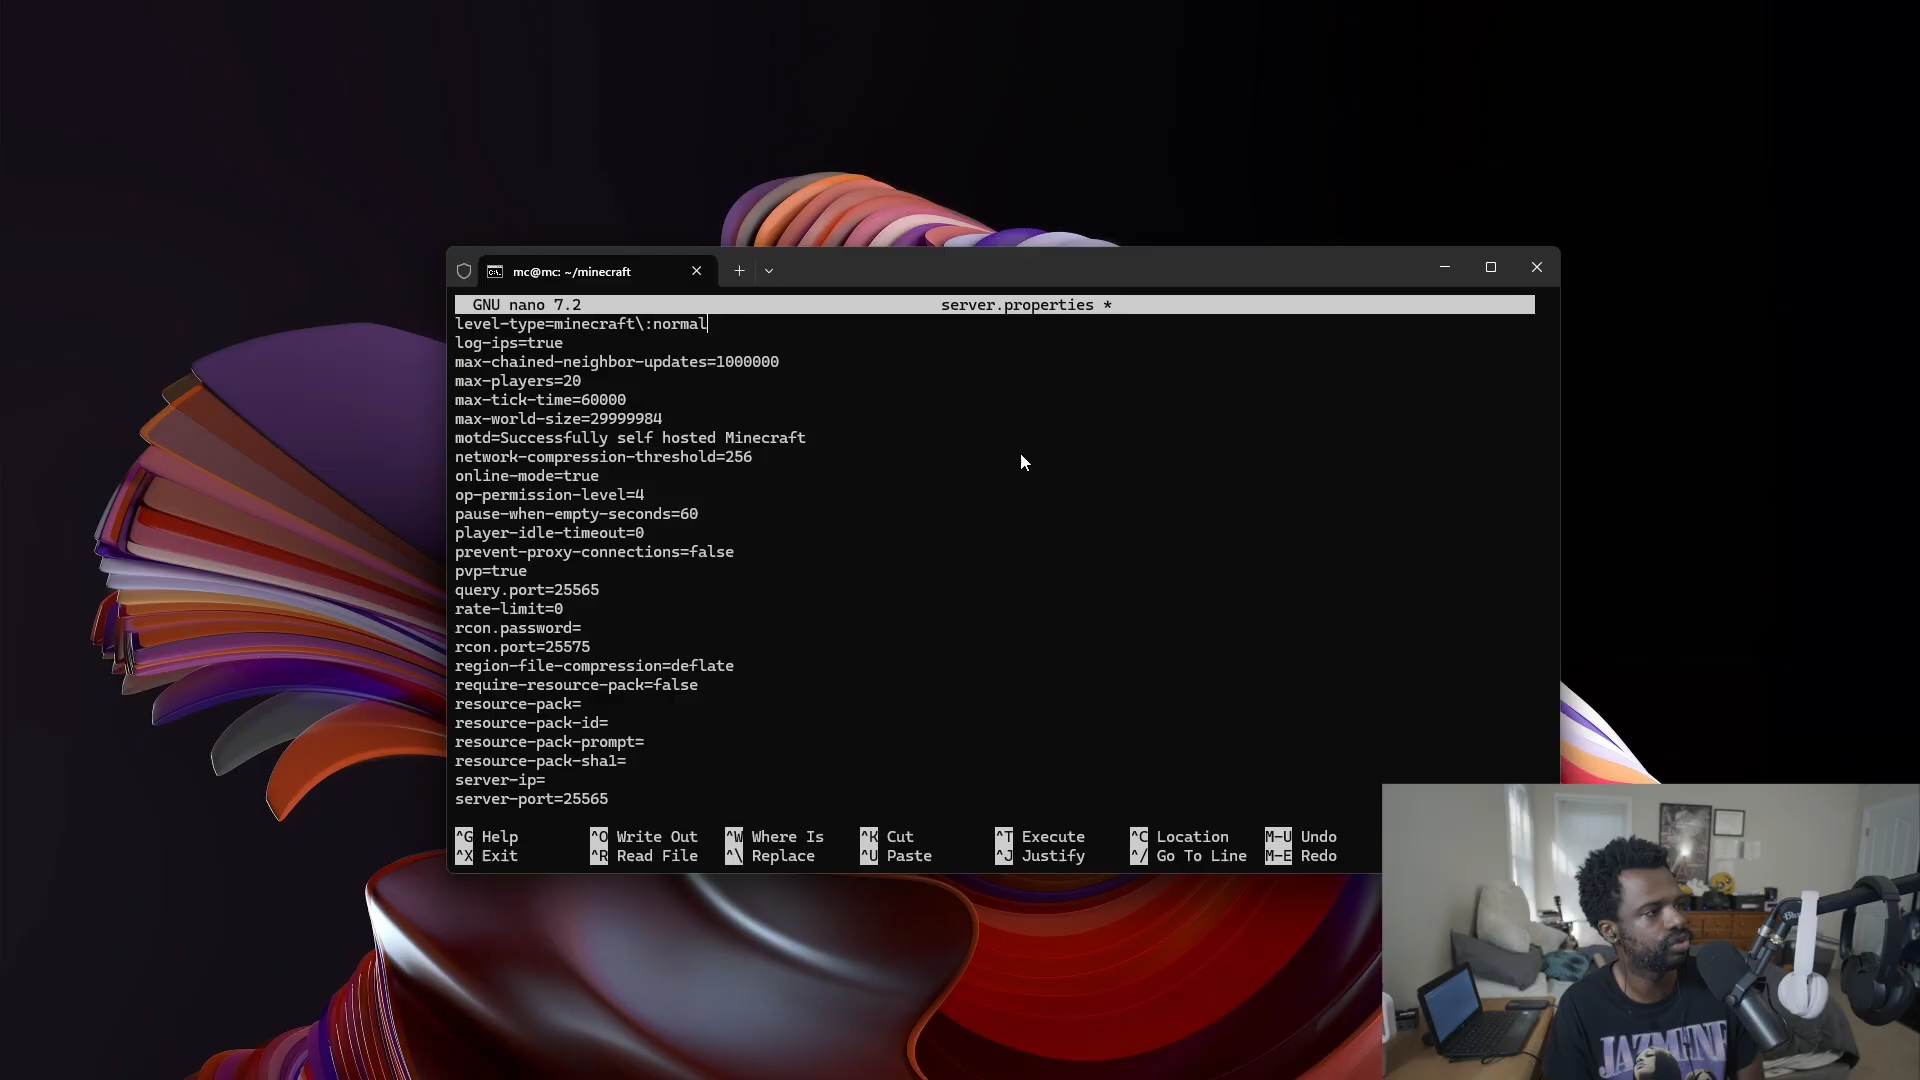 mc@mc: ~/minecraft
GNU nano 7.2 server.properties *
level-type=minecraft\:normal
log-ips=true
max-chained-neighbor-updates=1000000
max-players=20
max-tick-time=60000
max-world-size=29999984
motd=Successfully self hosted Minecraft
network-compression-threshold=256
online-mode=true
op-permission-level=4
pause-when-empty-seconds=60
player-idle-timeout=0
prevent-proxy-connections=false
pvp=true
query.port=25565
rate-limit=0
rcon.password=
rcon.port=25575
region-file-compression=deflate
require-resource-pack=false
resource-pack=
resource-pack-id=
resource-pack-prompt=
resource-pack-sha1=
server-ip=
server-port=25565
^G Help ^O Write Out ^W Where Is ^K Cut ^T Execute ^C Location M-U Undo
^X Exit ^R Read File ^\ Replace ^U Paste ^J Justify ^/ Go To Line M-E Redo
JAZMINE